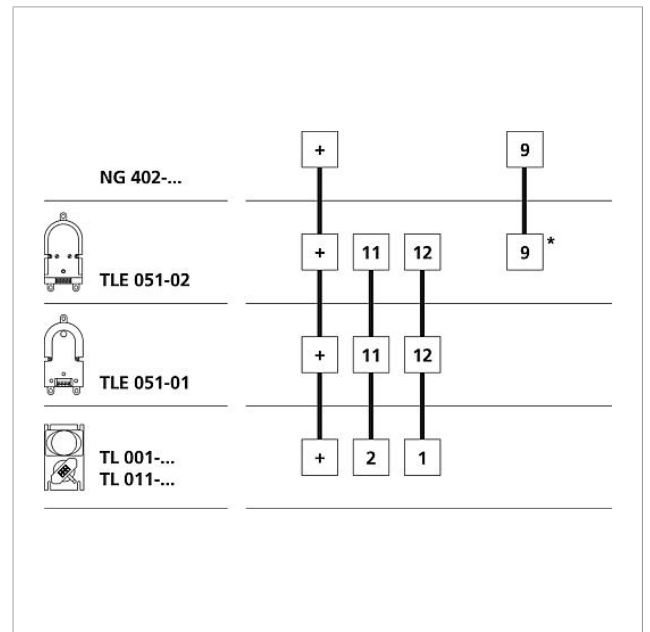 + 9
NG 402-...
+ 11 12 9 *
TLE 051-02
+ 11 12
TLE 051-01
TL 001-...
+ 2 1
TL 011-...